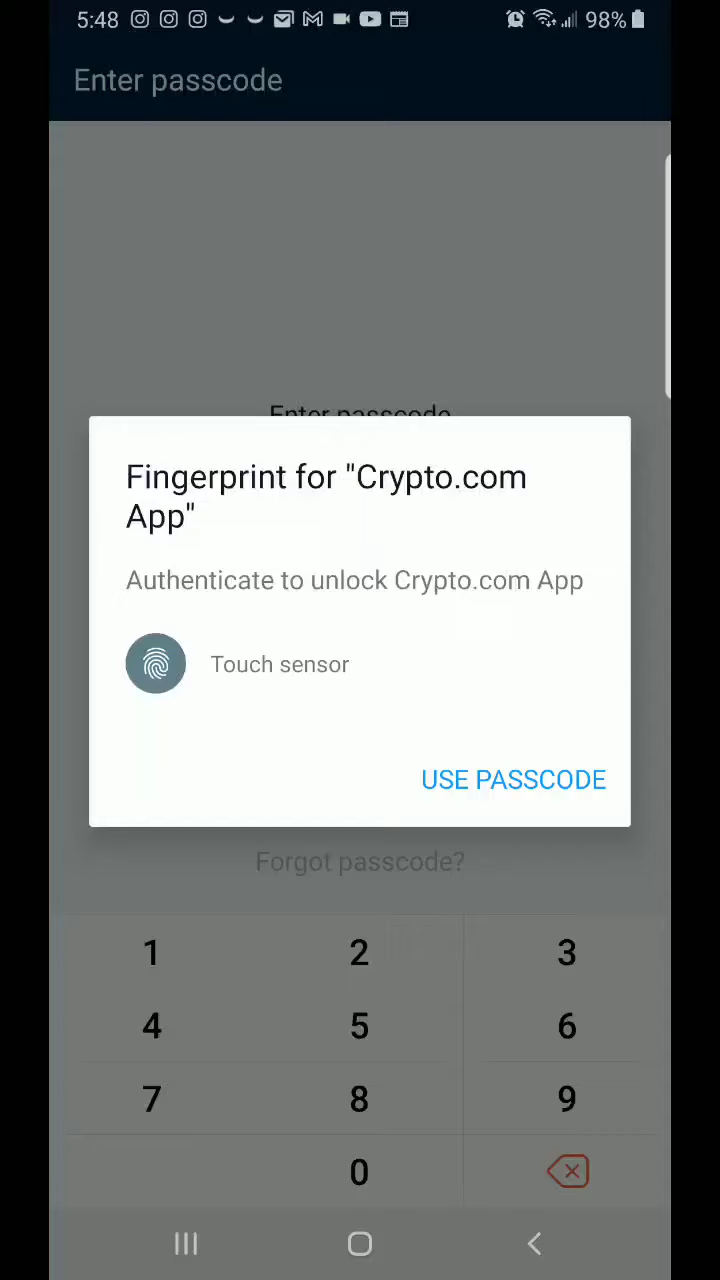 5:48 98%
Enter passcode
Enter passcode
Fingerprint for "Crypto.com
App"
Authenticate to unlock Crypto.com App
Touch sensor
USE PASSCODE
Forgot passcode?
1 2 3
4 5 6
7 8 9
0